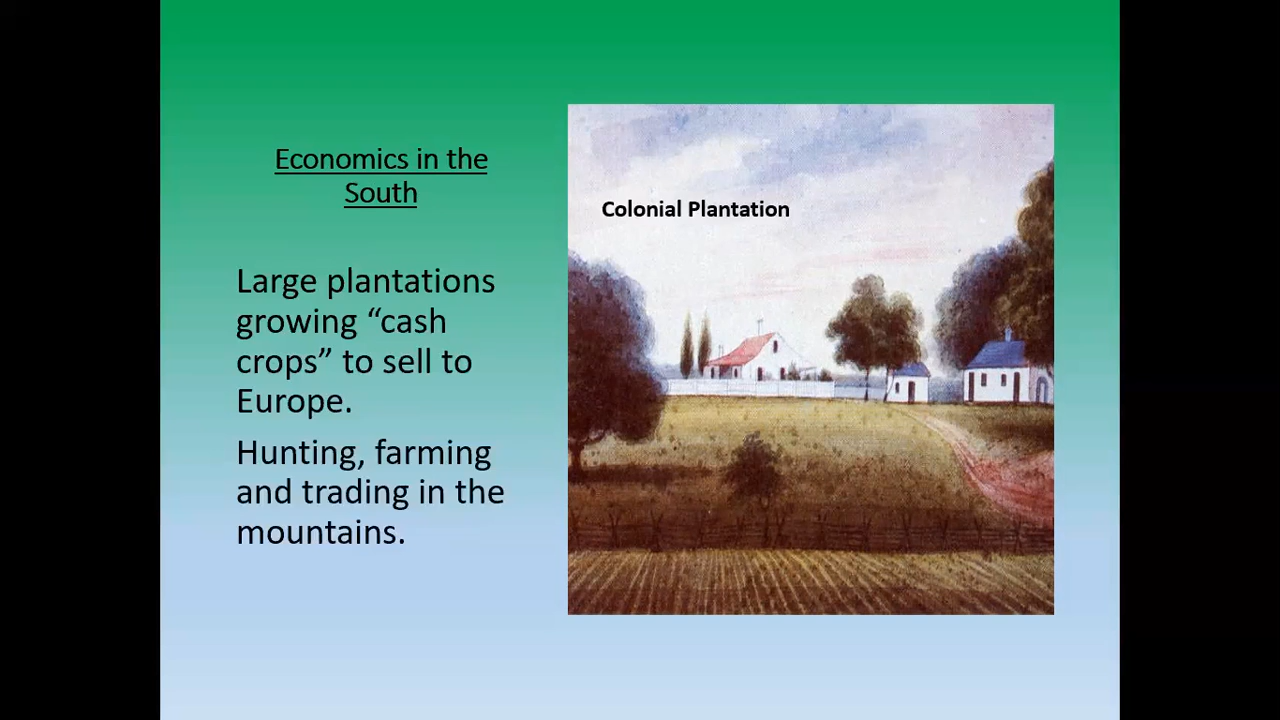 Economics in the
South
Large plantations
growing “cash
crops” to sell to
Europe.
Hunting, farming
and trading in the
mountains.
Colonial Plantation